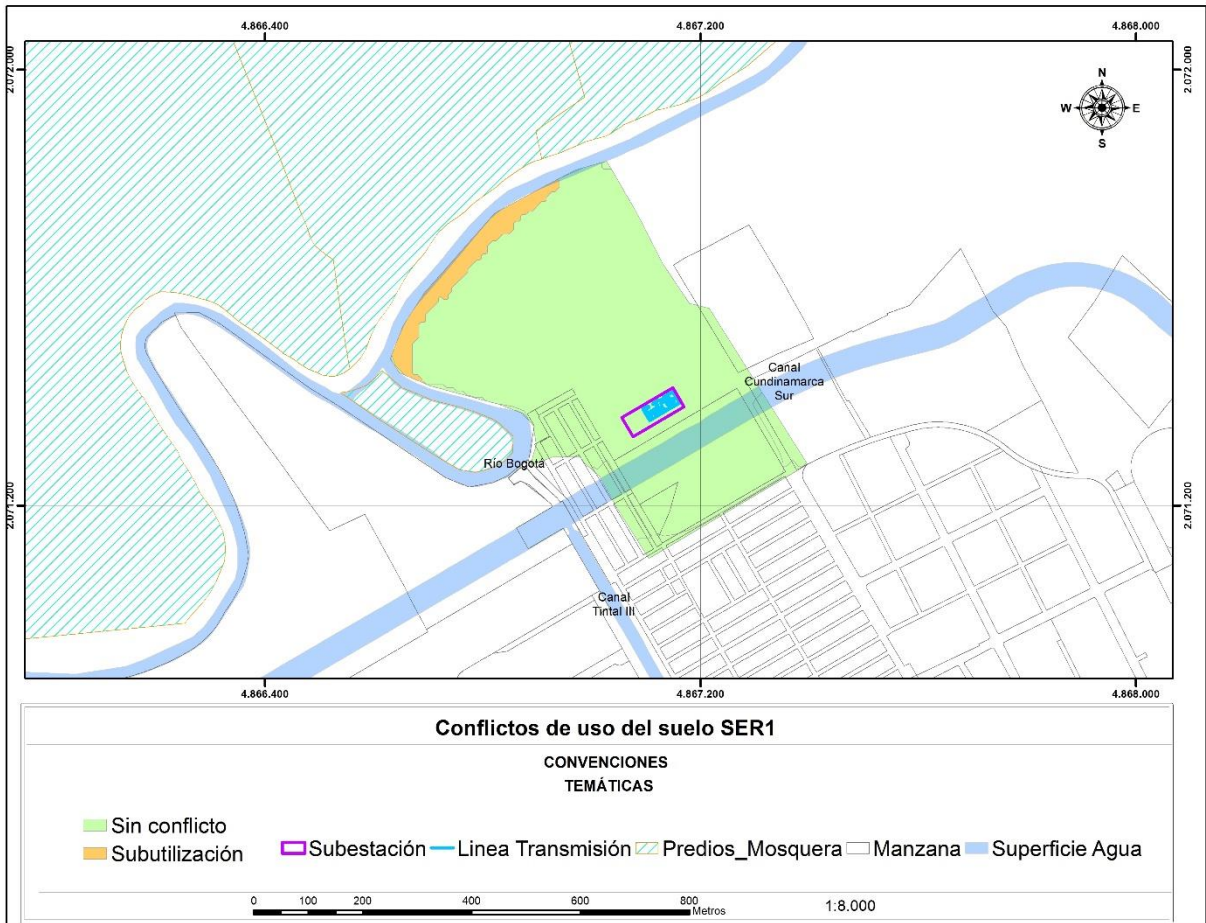 4.866.400
4.867.200
4.868.000
2.072.000
2.072.000
N
W
E
S
Canal
Cundinamarca
Sur
Río Bogotá
2.071.200
2.071.200
Canal
Tintal III
4.866.400
4.867.200
4.868.000
Conflictos de uso del suelo SER1
CONVENCIONES
TEMÁTICAS
Sin conflicto
Subutilización
Subestación
Linea Transmisión
Predios_Mosquera
Manzana
Superficie Agua
0
100
200
400
600
800
Metros
1:8.000